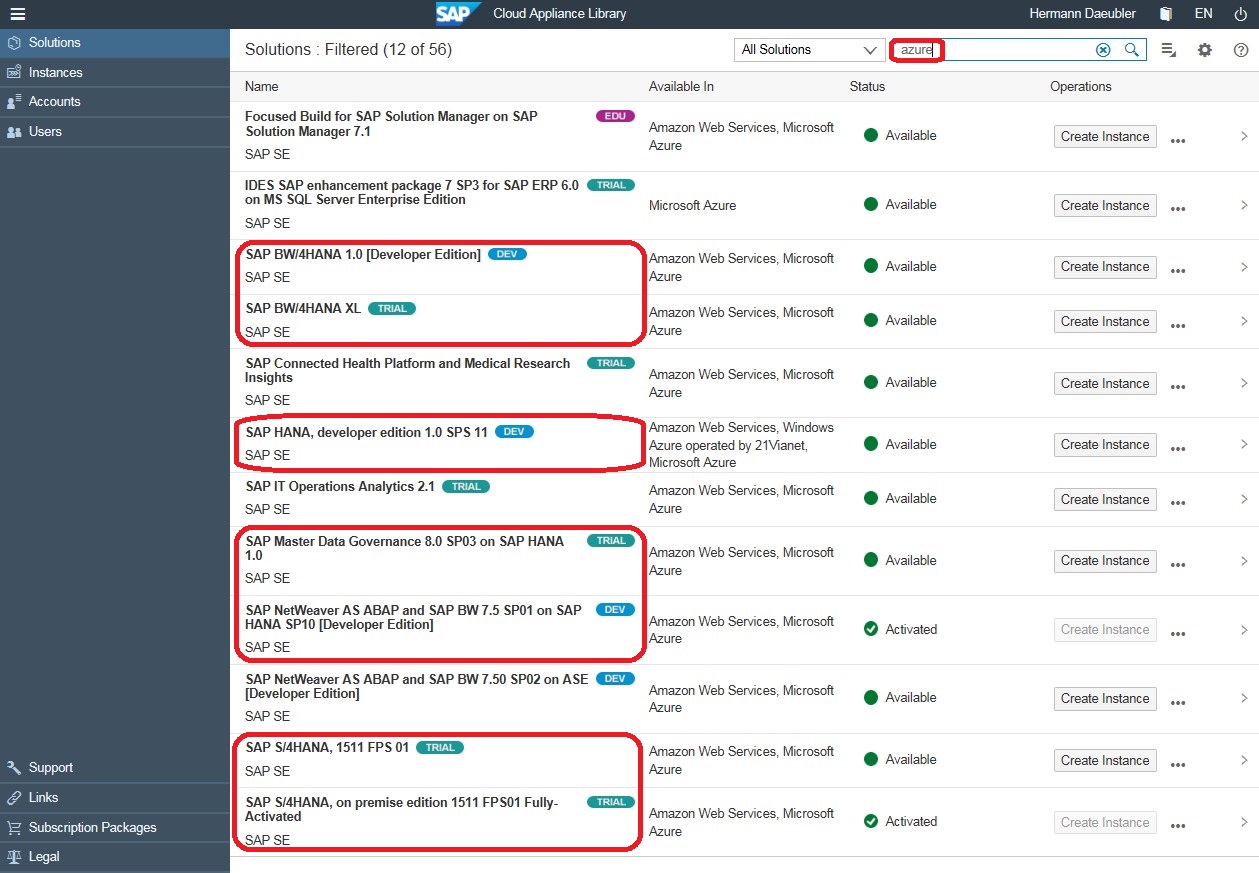 SAP Cloud Appliance Library Hermann Daeubler EN
Solutions
Instances
Accounts
Users
Support
Links
Subscription Packages
Legal
Solutions : Filtered (12 of 56) All Solutions azure
Name Available In Status Operations
Focused Build for SAP Solution Manager on SAP EDU
Solution Manager 7.1
SAP SE
Amazon Web Services, Microsoft
Azure
Available
Create Instance
IDES SAP enhancement package 7 SP3 for SAP ERP 6.0 TRIAL
on MS SQL Server Enterprise Edition
SAP SE
Microsoft Azure
Available
Create Instance
SAP BW/4HANA 1.0 [Developer Edition] DEV
SAP SE
Amazon Web Services, Microsoft
Azure
Available
Create Instance
SAP BW/4HANA XL TRIAL
SAP SE
Amazon Web Services, Microsoft
Azure
Available
Create Instance
SAP Connected Health Platform and Medical Research TRIAL
Insights
SAP SE
Amazon Web Services, Microsoft
Azure
Available
Create Instance
SAP HANA, developer edition 1.0 SPS 11 DEV
SAP SE
Amazon Web Services, Windows
Azure operated by 21Vianet,
Microsoft Azure
Available
Create Instance
SAP IT Operations Analytics 2.1 TRIAL
SAP SE
Amazon Web Services, Microsoft
Azure
Available
Create Instance
SAP Master Data Governance 8.0 SP03 on SAP HANA TRIAL
1.0
SAP SE
Amazon Web Services, Microsoft
Azure
Available
Create Instance
SAP NetWeaver AS ABAP and SAP BW 7.5 SP01 on SAP DEV
HANA SP10 [Developer Edition]
SAP SE
Amazon Web Services, Microsoft
Azure
Activated
Create Instance
SAP NetWeaver AS ABAP and SAP BW 7.50 SP02 on ASE DEV
[Developer Edition]
SAP SE
Amazon Web Services, Microsoft
Azure
Available
Create Instance
SAP S/4HANA, 1511 FPS 01 TRIAL
SAP SE
Amazon Web Services, Microsoft
Azure
Available
Create Instance
SAP S/4HANA, on premise edition 1511 FPS01 Fully- TRIAL
Activated
SAP SE
Amazon Web Services, Microsoft
Azure
Activated
Create Instance